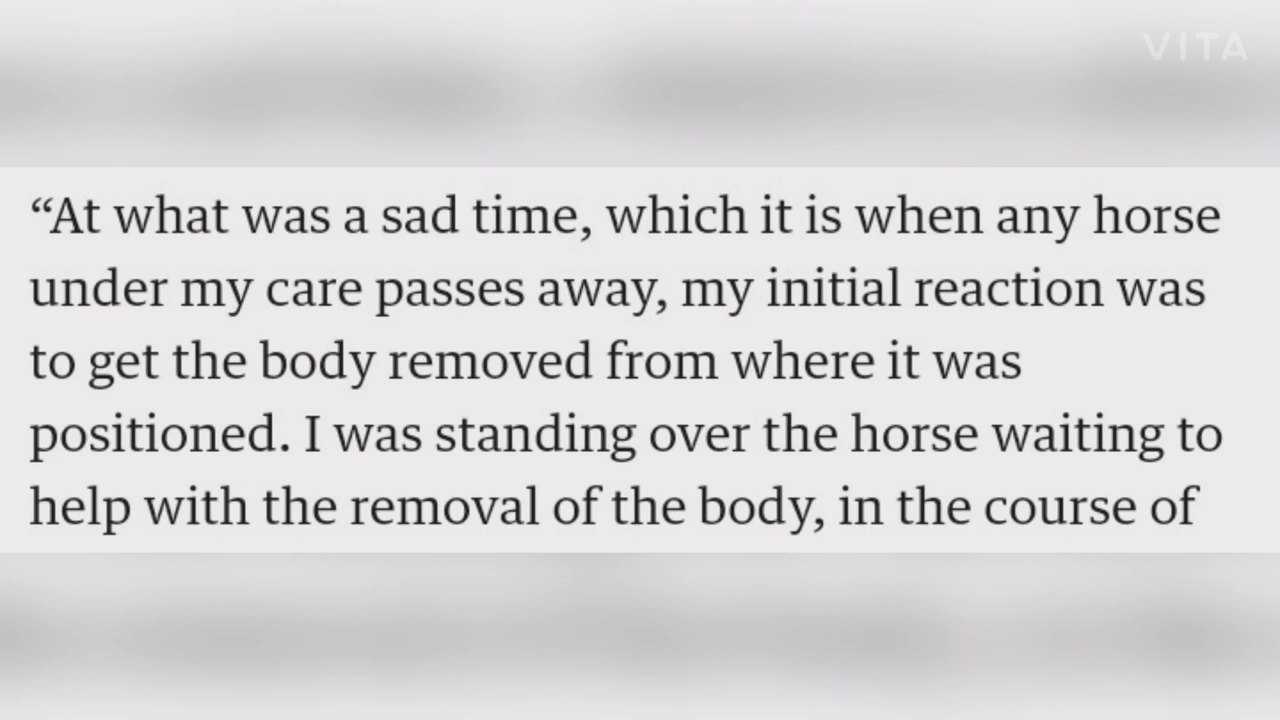 VITA
“At what was a sad time, which it is when any horse
under my care passes away, my initial reaction was
to get the body removed from where it was
positioned. I was standing over the horse waiting to
help with the removal of the body, in the course of